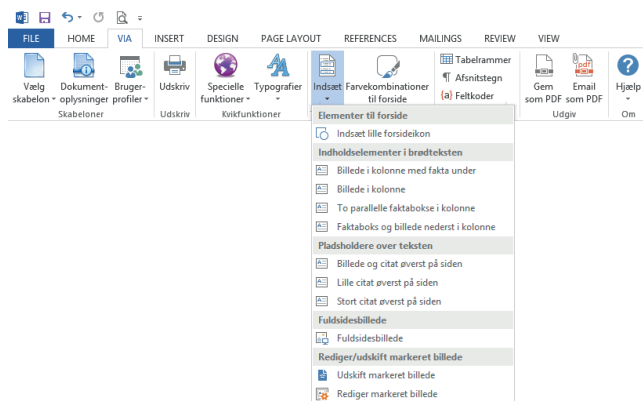 FILE HOME VIA INSERT DESIGN PAGE LAYOUT REFERENCES MAILINGS REVIEW VIEW
Vælg skabelon
Dokument-oplysninger
Bruger-profiler
Skabeloner
Udskriv
Udskriv
Specielle funktioner
Typografier
Kvikfunktioner
Indsæt
Farvekombinationer til forside
Tabelrammer
Afsnitstegn
{a} Feltkoder
Gem som PDF
Email som PDF
Udgiv
Hjælp
Om
Elementer til forside
Indsæt lille forsideikon
Indholdselementer i brødteksten
Billede i kolonne med fakta under
Billede i kolonne
To parallelle faktabokse i kolonne
Faktaboks og billede nederst i kolonne
Pladsholdere over teksten
Billede og citat øverst på siden
Lille citat øverst på siden
Stort citat øverst på siden
Fuldsidesbillede
Fuldsidesbillede
Rediger/udskift markeret billede
Udskift markeret billede
Rediger markeret billede